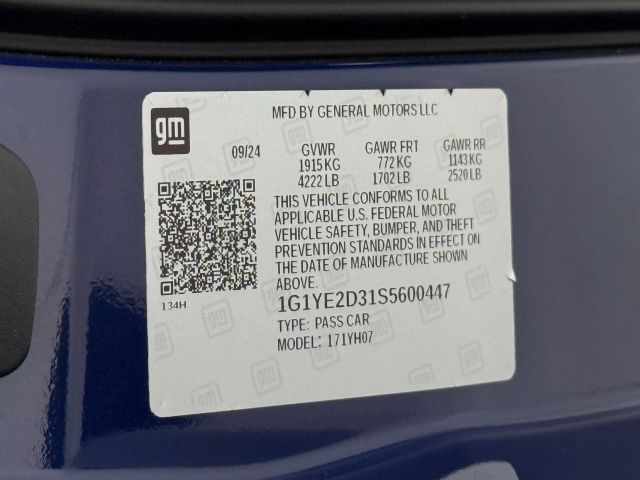 gm
MFD BY GENERAL MOTORS LLC
09/24 GVWR GAWR FRT GAWR RR
1915 KG 772 KG 1143 KG
4222 LB 1702 LB 2520 LB
THIS VEHICLE CONFORMS TO ALL
APPLICABLE U.S. FEDERAL MOTOR
VEHICLE SAFETY, BUMPER, AND THEFT
PREVENTION STANDARDS IN EFFECT ON
THE DATE OF MANUFACTURE SHOWN
ABOVE.
134H
1G1YE2D31S5600447
TYPE: PASS CAR
MODEL: 171YH07